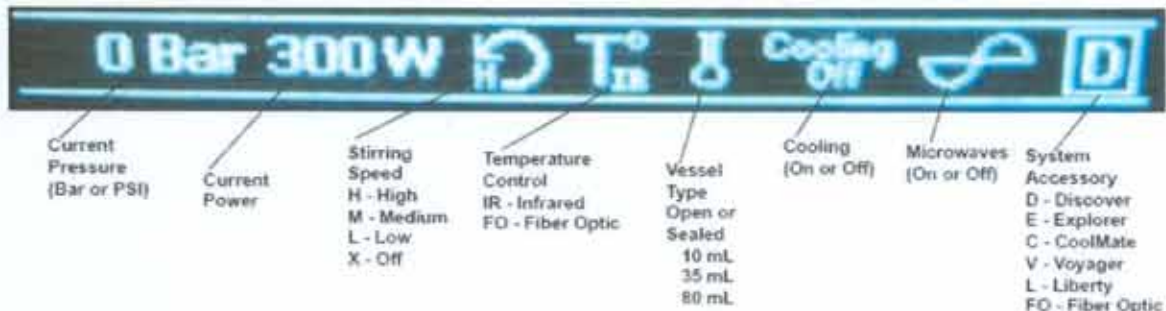 0 Bar 300W H T° Cooling Off D
Current
Pressure
(Bar or PSI)
Current
Power
Stirring
Speed
H - High
M - Medium
L - Low
X - Off
Temperature
Control
IR - Infrared
FO - Fiber Optic
Vessel
Type
Open or
Sealed
10 mL
35 mL
80 mL
Cooling
(On or Off)
Microwaves
(On or Off)
System
Accessory
D - Discover
E - Explorer
C - CoolMate
V - Voyager
L - Liberty
FO - Fiber Optic